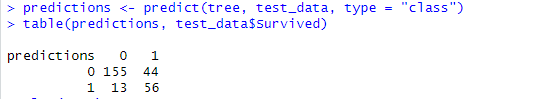 > predictions <- predict(tree, test_data, type = "class")
> table(predictions, test_data$Survived)
predictions 0 1
0 155 44
1 13 56